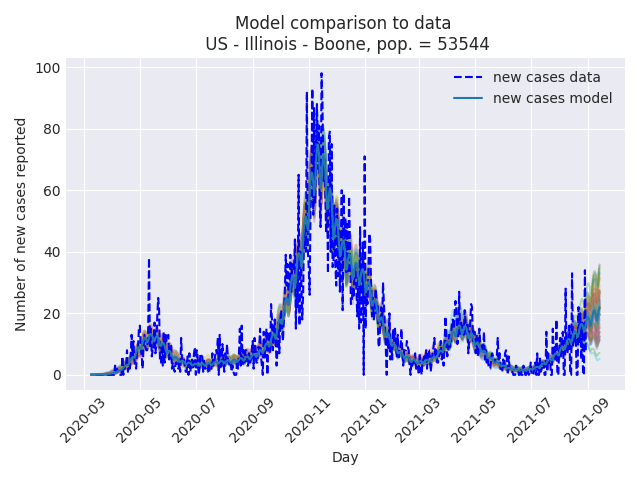 Model comparison to data
US - Illinois - Boone, pop. = 53544
new cases data
new cases model
Number of new cases reported
100
80
60
40
20
0
2020-03
2020-05
2020-07
2020-09
2020-11
2021-01
2021-03
2021-05
2021-07
2021-09
Day